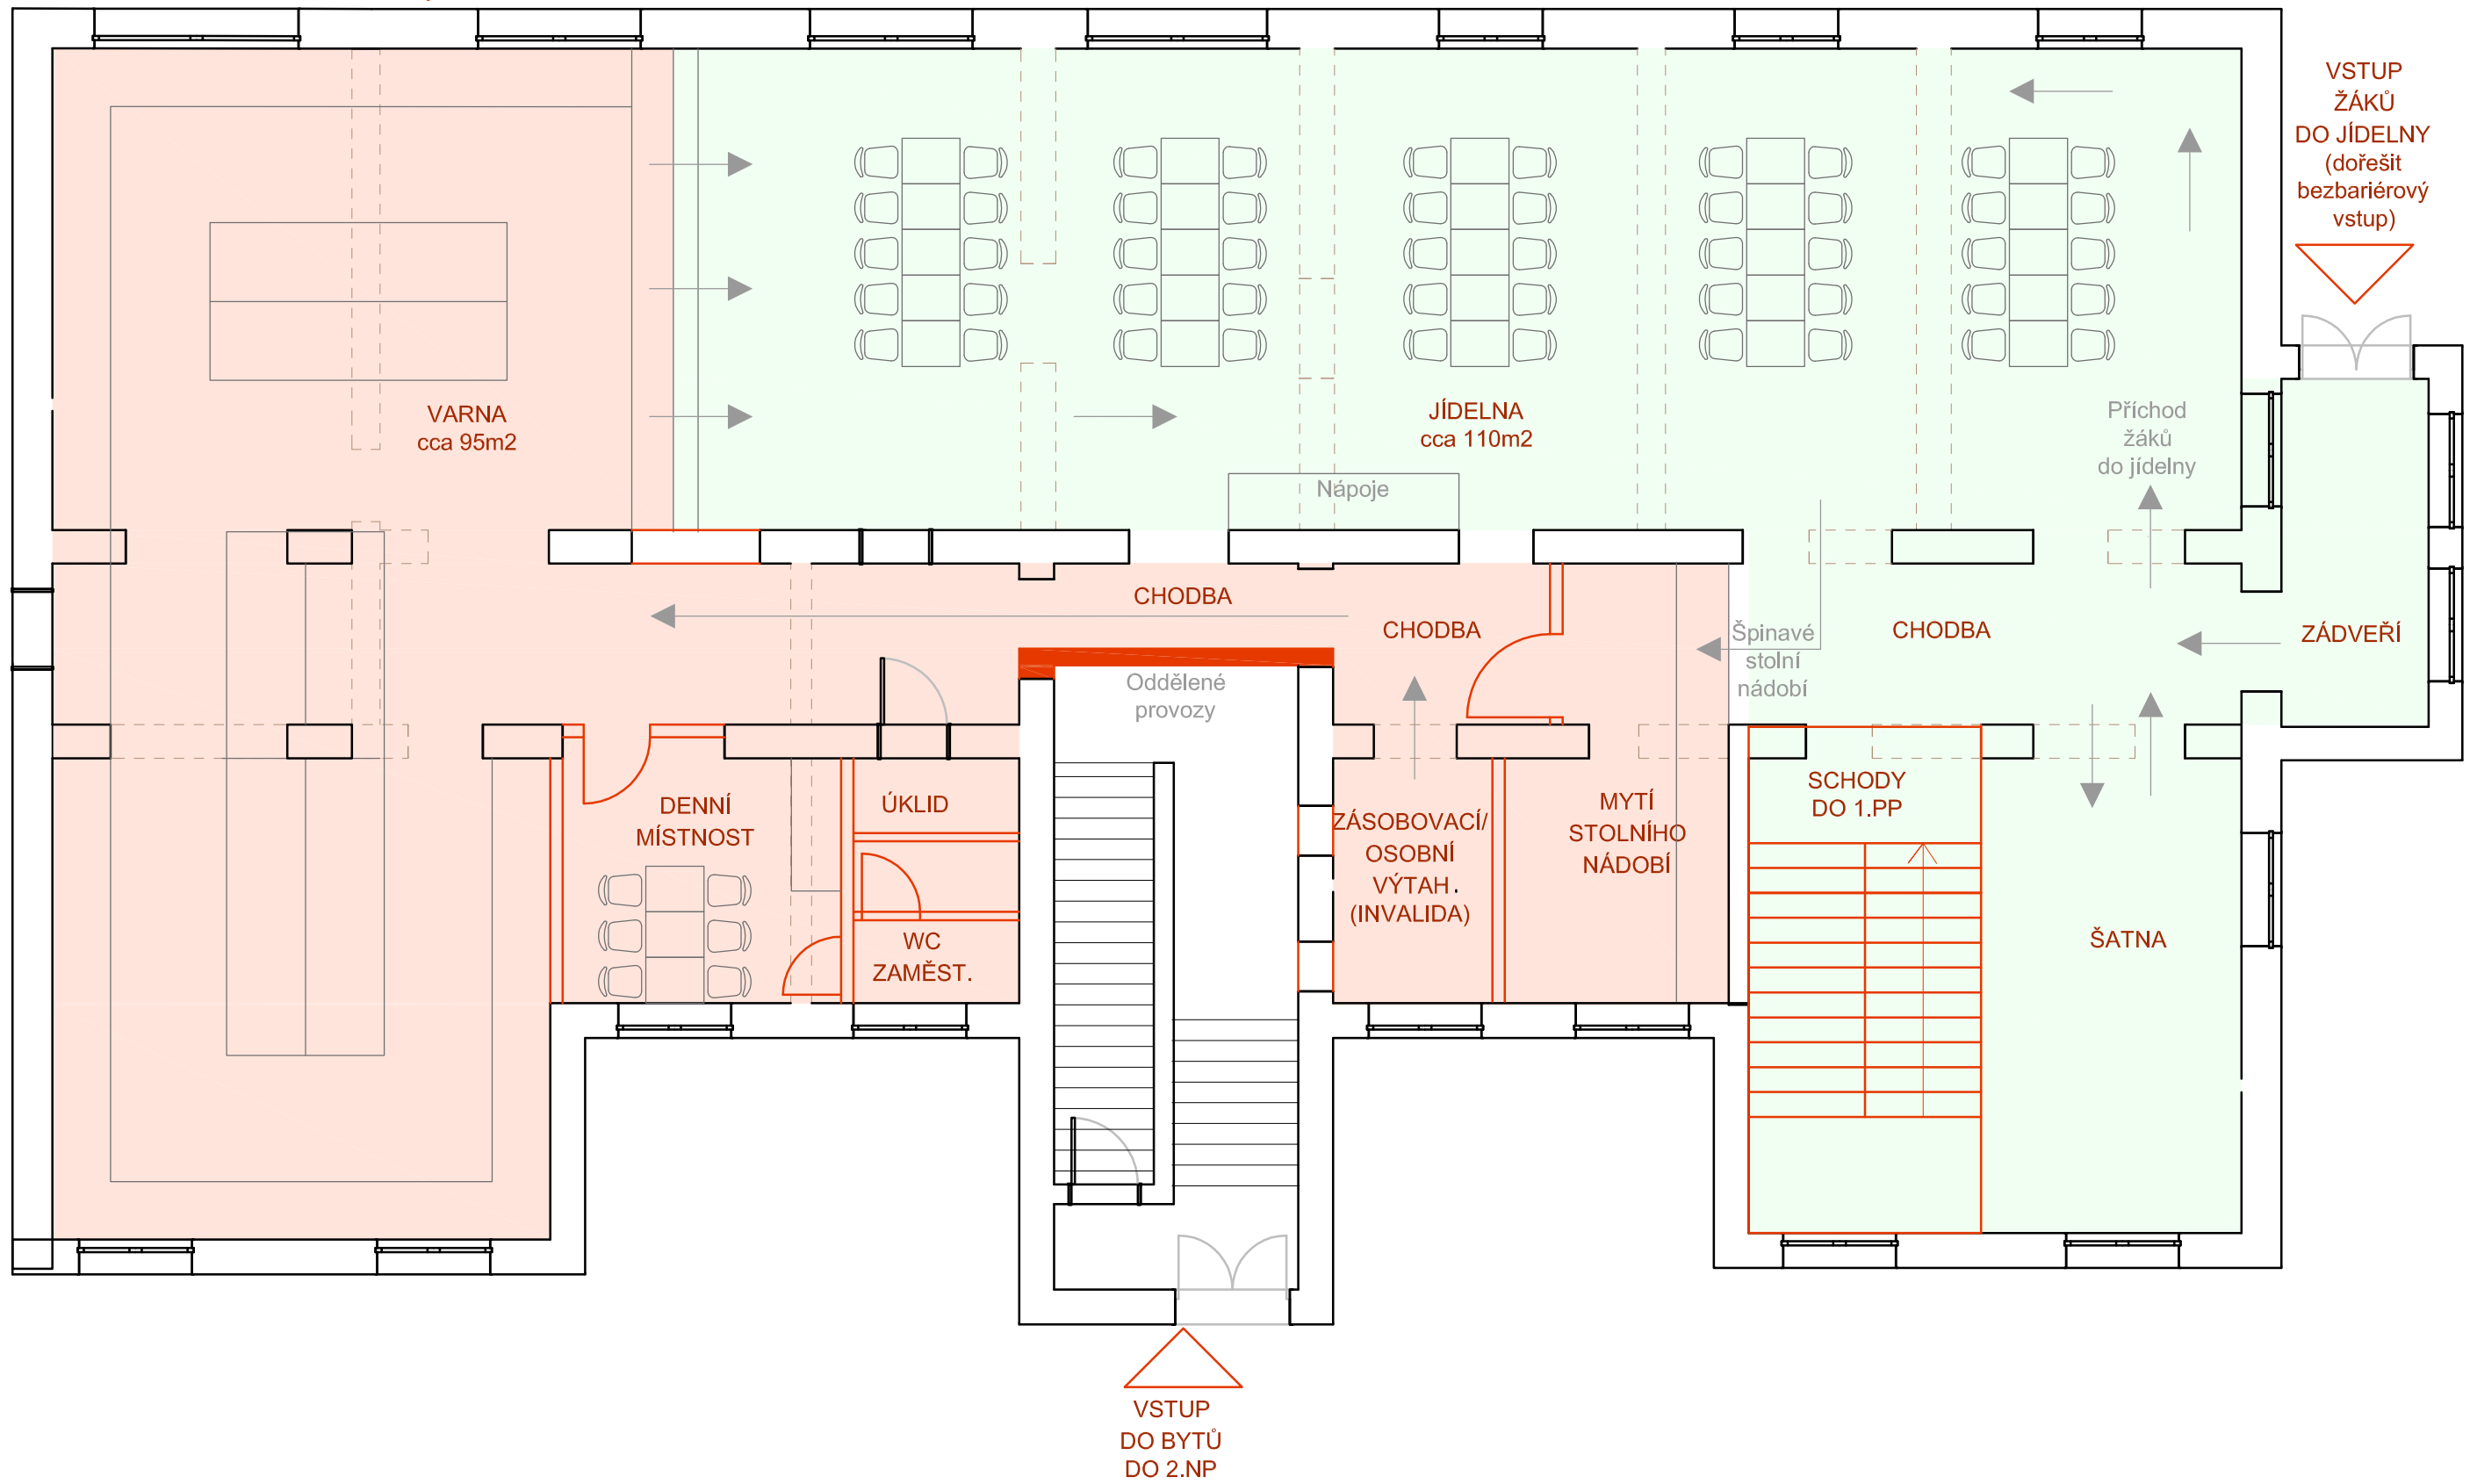 VSTUP
ŽÁKŮ
DO JÍDELNY
(dořešit
bezbariérový
vstup)
VARNA
cca 95m2
JÍDELNA
cca 110m2
Příchod
žáků
do jídelny
Nápoje
CHODBA
CHODBA
Špinavé
stolní
nádobí
CHODBA
ZÁDVEŘÍ
Oddělené
provozy
DENNÍ
MÍSTNOST
ÚKLID
WC
ZAMĚST.
ZÁSOBOVACÍ/
OSOBNÍ
VÝTAH.
(INVALIDA)
MYTÍ
STOLNÍHO
NÁDOBÍ
SCHODY
DO 1.PP
ŠATNA
VSTUP
DO BYTŮ
DO 2.NP